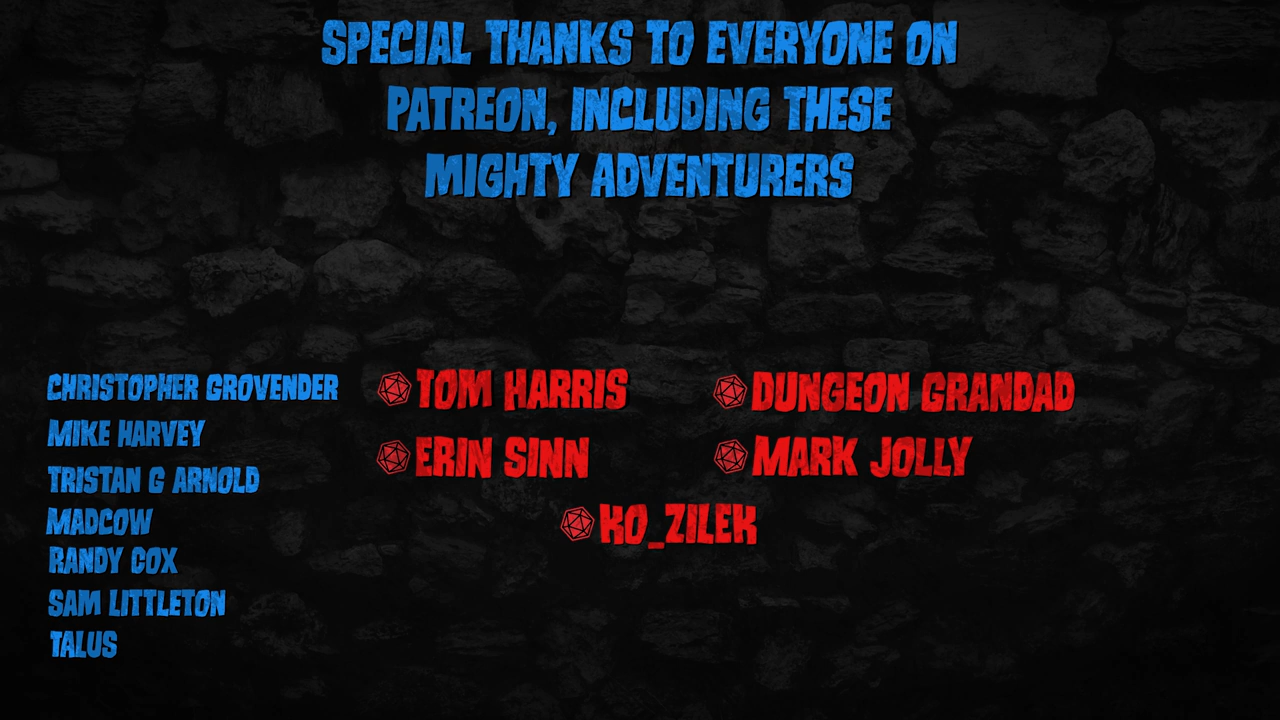 SPECIAL THANKS TO EVERYONE ON
PATREON, INCLUDING THESE
MIGHTY ADVENTURERS
CHRISTOPHER GROVENDER
MIKE HARVEY
TRISTAN G ARNOLD
MADCOW
RANDY COX
SAM LITTLETON
TALUS
TOM HARRIS
DUNGEON GRANDAD
ERIN SINN
MARK JOLLY
KO_ZILEK